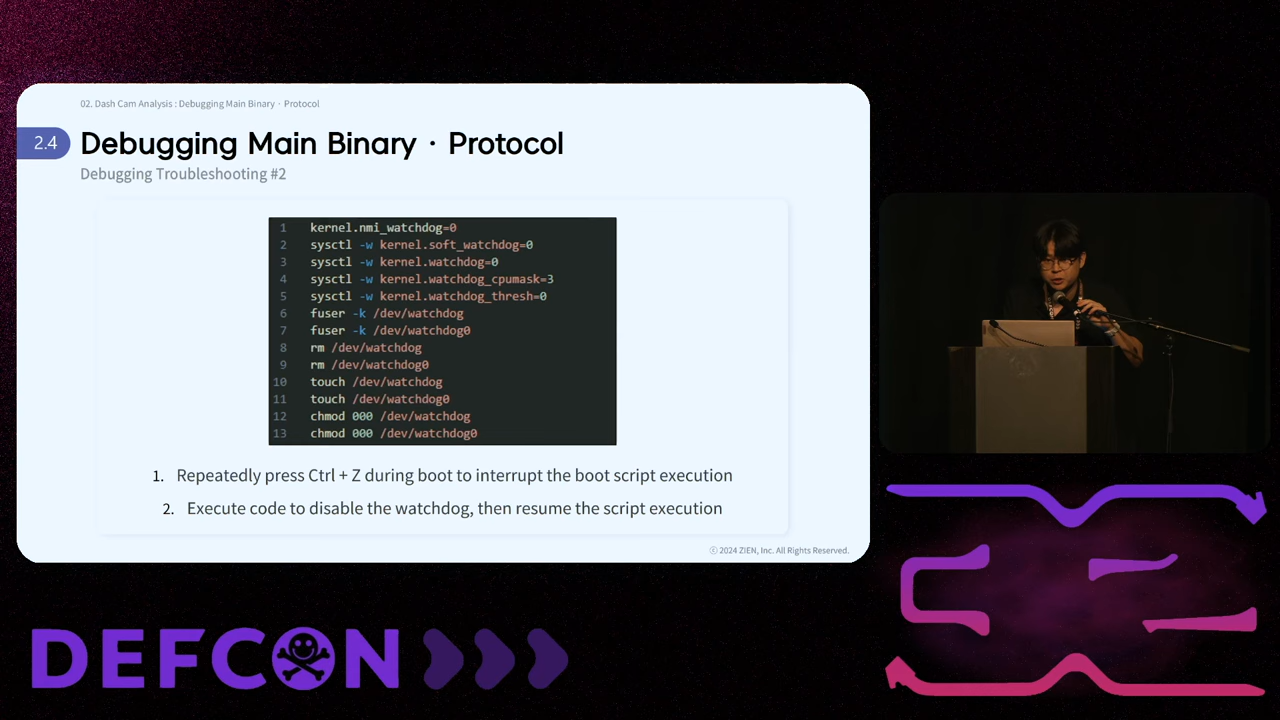 02. Dash Cam Analysis : Debugging Main Binary · Protocol
2.4
Debugging Main Binary · Protocol
Debugging Troubleshooting #2
1 kernel.nmi_watchdog=0
2 sysctl -w kernel.soft_watchdog=0
3 sysctl -w kernel.watchdog=0
4 sysctl -w kernel.watchdog_cpumask=3
5 sysctl -w kernel.watchdog_thresh=0
6 fuser -k /dev/watchdog
7 fuser -k /dev/watchdog0
8 rm /dev/watchdog
9 rm /dev/watchdog0
10 touch /dev/watchdog
11 touch /dev/watchdog0
12 chmod 000 /dev/watchdog
13 chmod 000 /dev/watchdog0
1. Repeatedly press Ctrl + Z during boot to interrupt the boot script execution
2. Execute code to disable the watchdog, then resume the script execution
ⓒ 2024 ZIEN, Inc. All Rights Reserved.
DEFCON